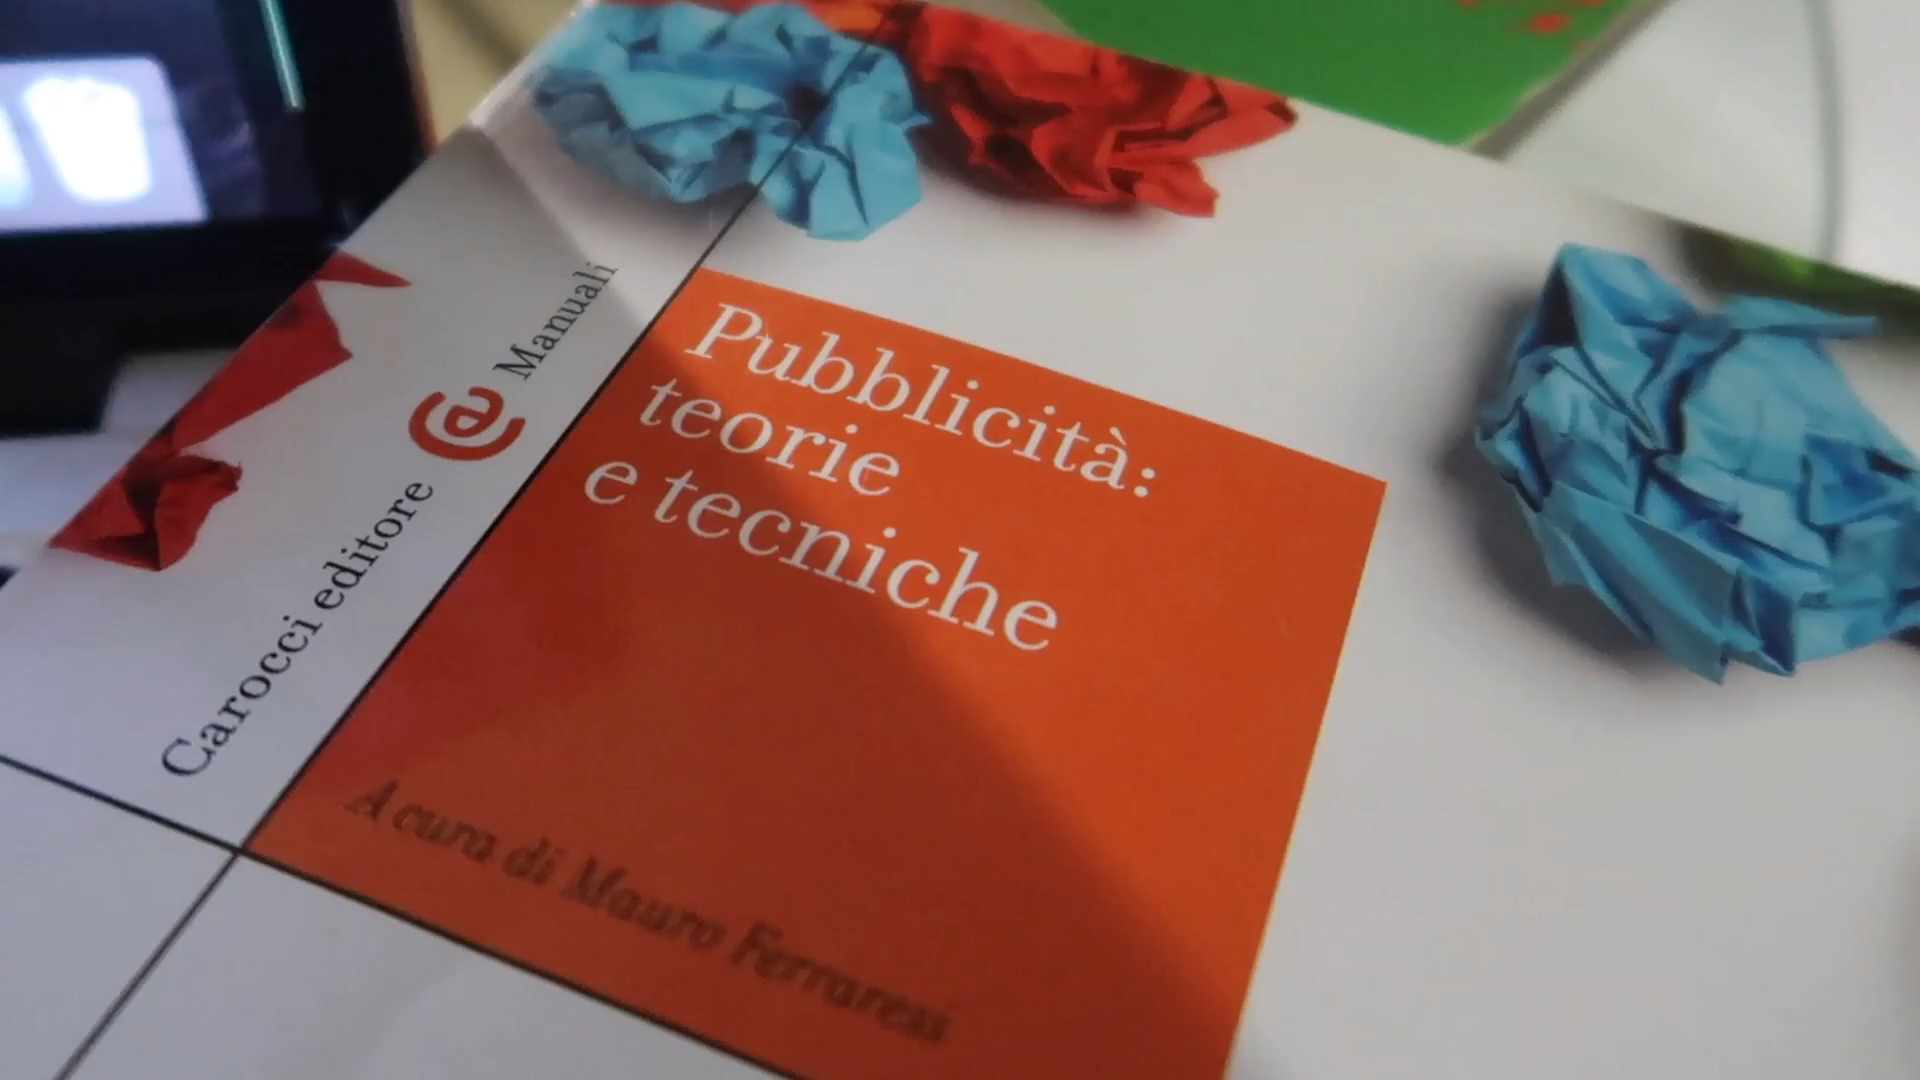 Carocci editore @ Manuali
Pubblicità:
teorie
e tecniche
A cura di Mauro Ferraresi